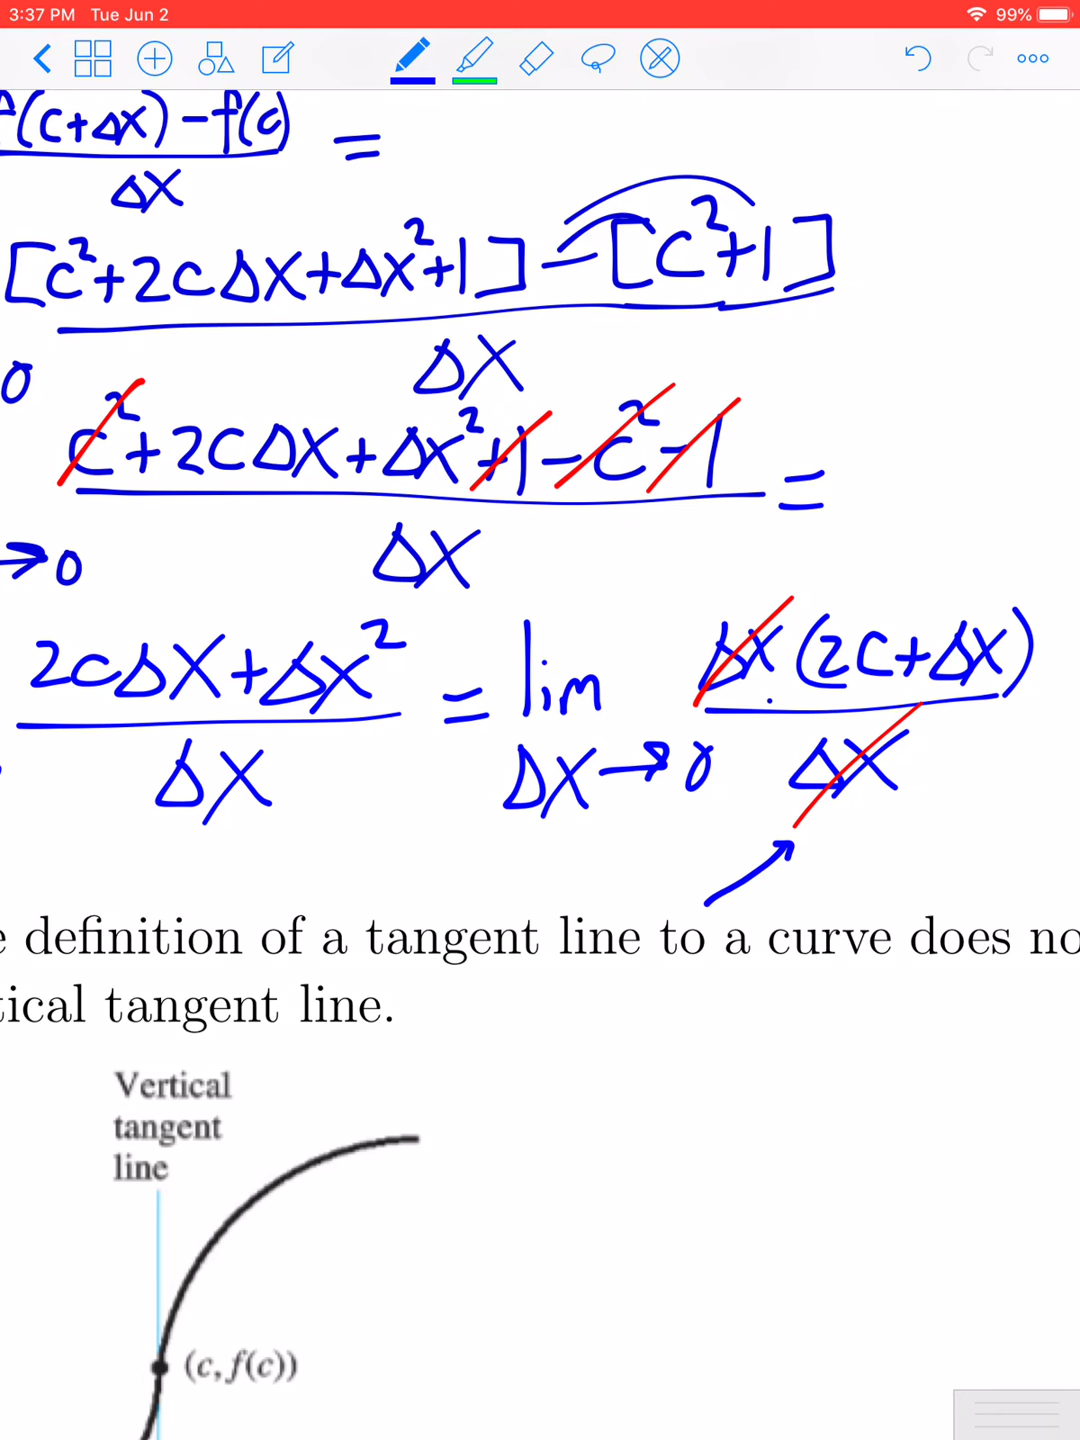 3:37 PM Tue Jun 2 99%
f(c+Δx)-f(c) =
Δx
[c²+2cΔx+Δx²+1]-[c²+1]
Δx
0
c²+2cΔx+Δx²+1-c²-1 =
Δx
→0
2cΔx+Δx² = lim Δx(2c+Δx)
Δx Δx→0 Δx
e definition of a tangent line to a curve does no
tical tangent line.
Vertical
tangent
line
(c, f(c))